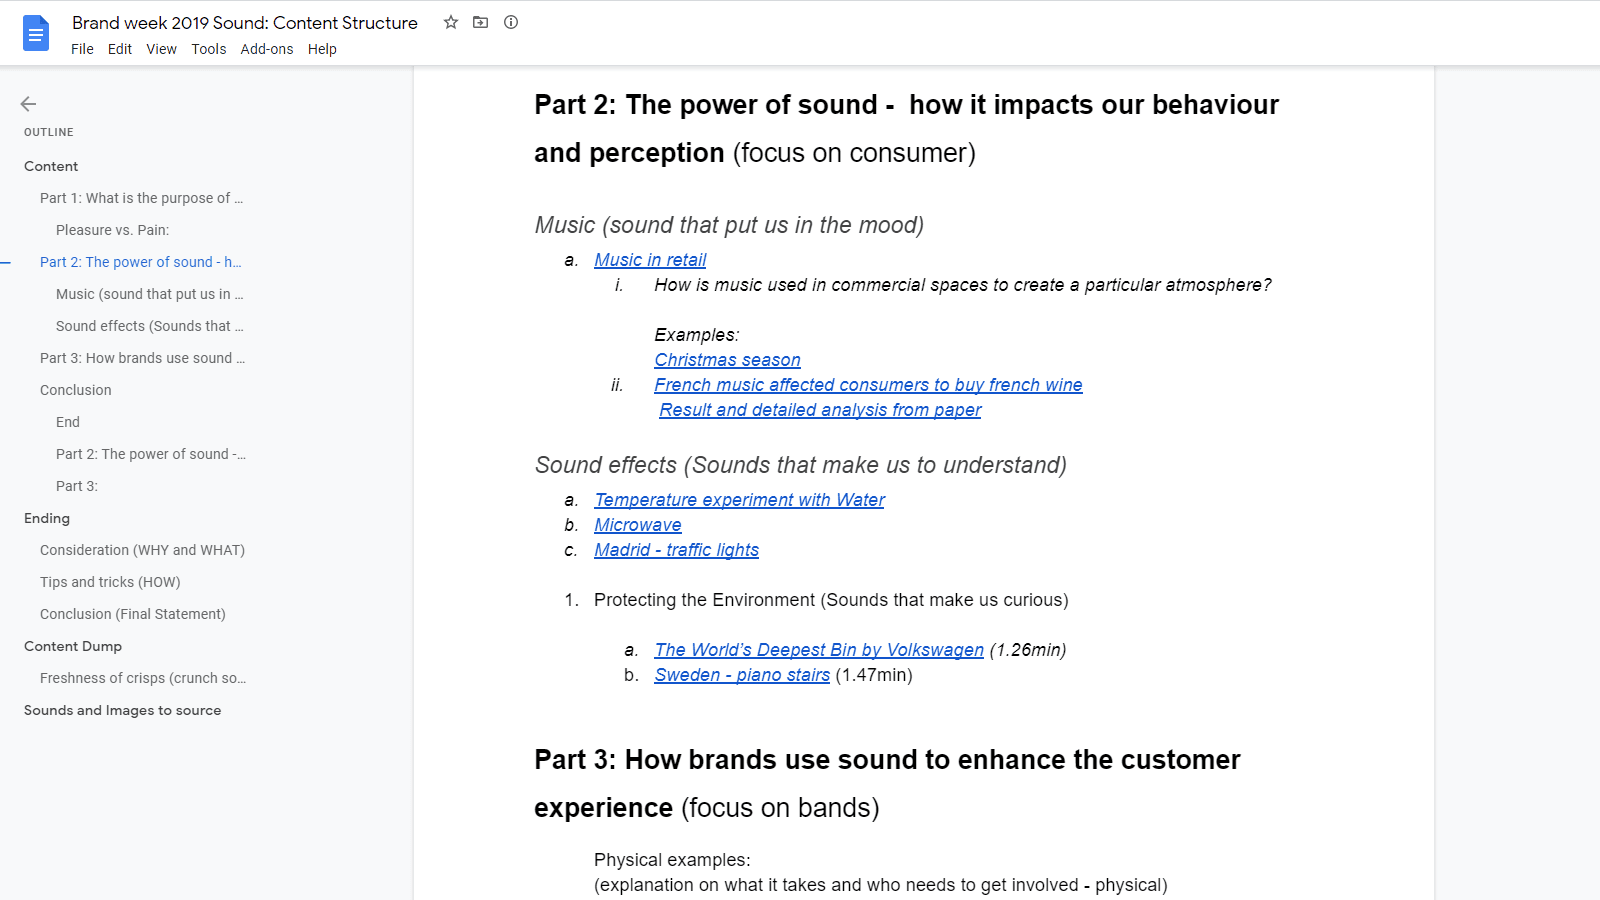 Brand week 2019 Sound: Content Structure
File Edit View Tools Add-ons Help
OUTLINE
Content
Part 1: What is the purpose of ...
Pleasure vs. Pain:
Part 2: The power of sound - h...
Music (sound that put us in ...
Sound effects (Sounds that ...
Part 3: How brands use sound ...
Conclusion
End
Part 2: The power of sound -...
Part 3:
Ending
Consideration (WHY and WHAT)
Tips and tricks (HOW)
Conclusion (Final Statement)
Content Dump
Freshness of crisps (crunch so...
Sounds and Images to source
Part 2: The power of sound -  how it impacts our behaviour
and perception (focus on consumer)
Music (sound that put us in the mood)
a. Music in retail
i. How is music used in commercial spaces to create a particular atmosphere?
Examples:
Christmas season
ii. French music affected consumers to buy french wine
Result and detailed analysis from paper
Sound effects (Sounds that make us to understand)
a. Temperature experiment with Water
b. Microwave
c. Madrid - traffic lights
1. Protecting the Environment (Sounds that make us curious)
a. The World's Deepest Bin by Volkswagen (1.26min)
b. Sweden - piano stairs (1.47min)
Part 3: How brands use sound to enhance the customer
experience (focus on bands)
Physical examples:
(explanation on what it takes and who needs to get involved - physical)